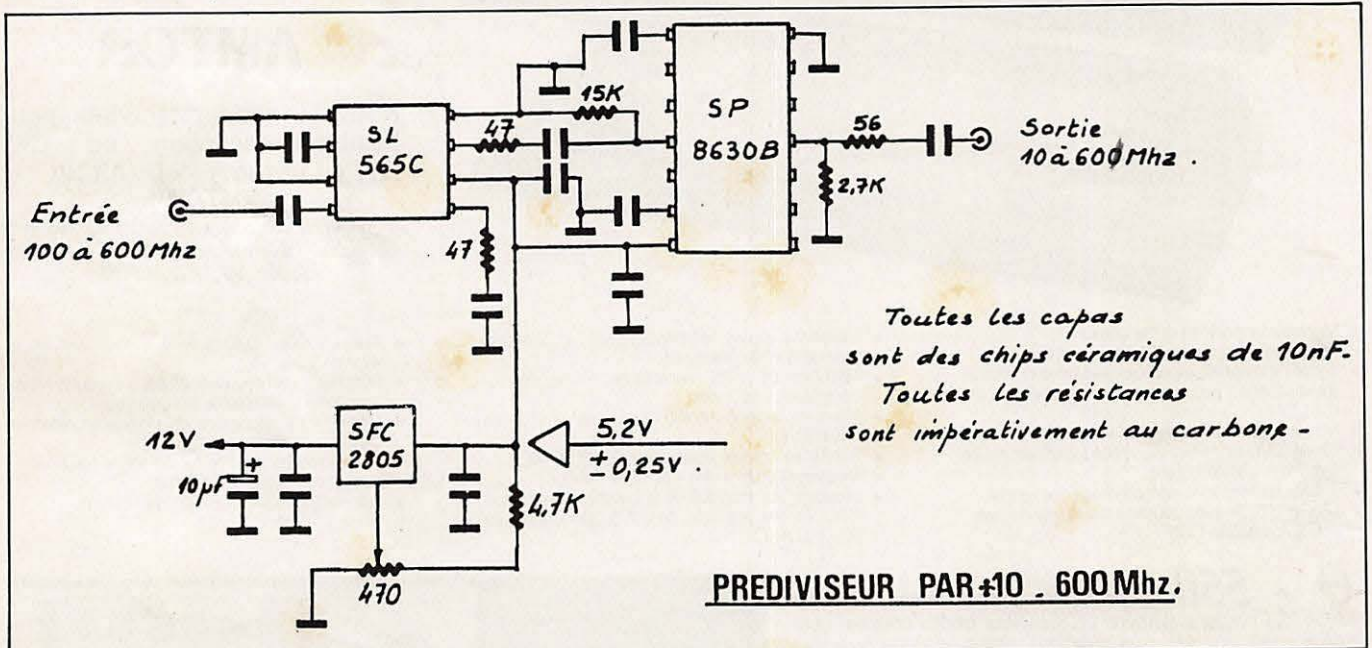 15K
SL
565C
47
SP
8630B
56
Sortie
10 à 600 Mhz .
2,7K
Entrée
100 à 600 Mhz
47
Toutes les capas
sont des chips céramiques de 10nF-
Toutes les résistances
sont impérativement au carbone -
12V
SFC
2805
5,2V
± 0,25V .
+
10µf
4,7K
470
PREDIVISEUR PAR ÷10 . 600 Mhz.